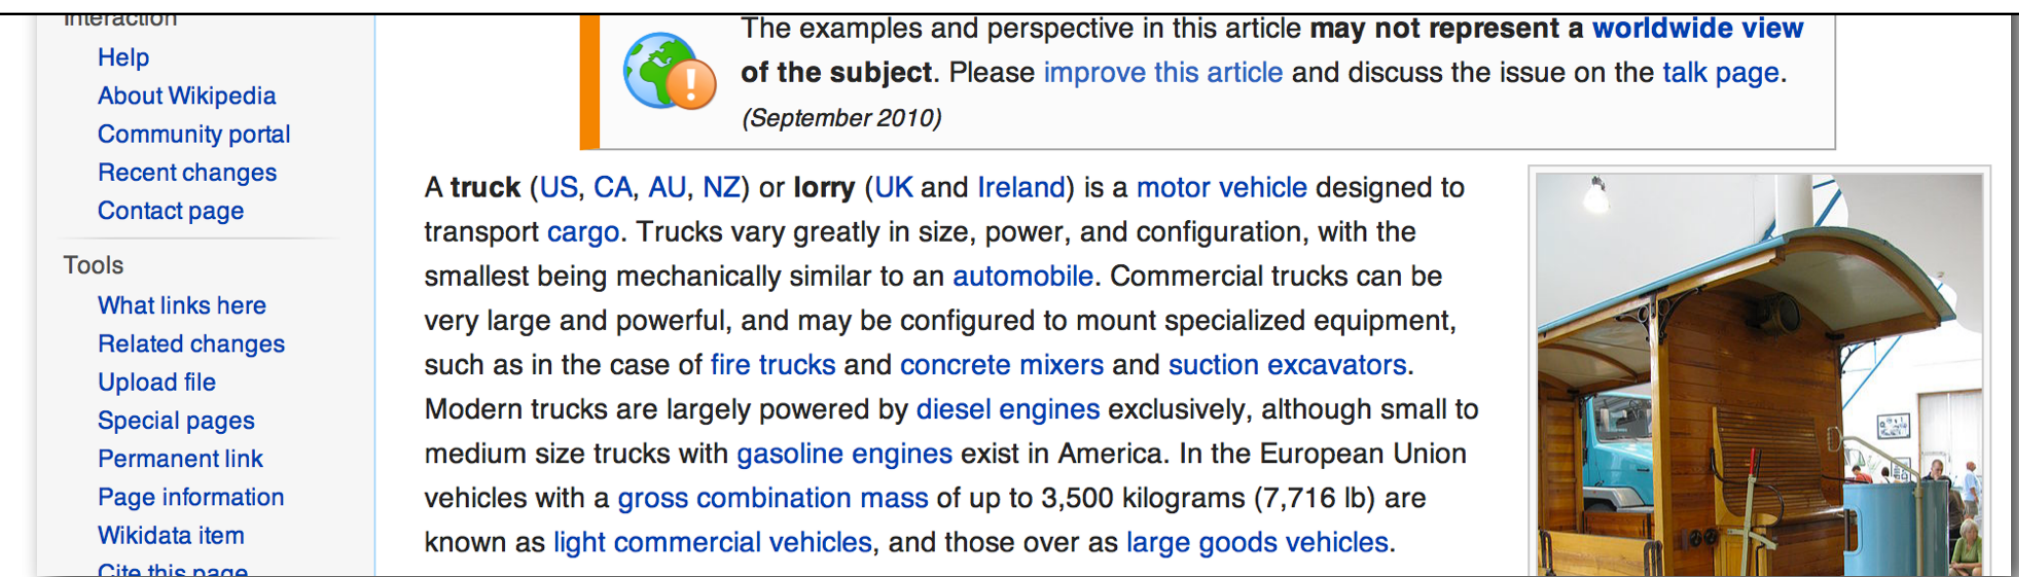 Interaction
Help
About Wikipedia
Community portal
Recent changes
Contact page
Tools
What links here
Related changes
Upload file
Special pages
Permanent link
Page information
Wikidata item
Cite this page
The examples and perspective in this article may not represent a worldwide view
of the subject. Please improve this article and discuss the issue on the talk page.
(September 2010)
A truck (US, CA, AU, NZ) or lorry (UK and Ireland) is a motor vehicle designed to
transport cargo. Trucks vary greatly in size, power, and configuration, with the
smallest being mechanically similar to an automobile. Commercial trucks can be
very large and powerful, and may be configured to mount specialized equipment,
such as in the case of fire trucks and concrete mixers and suction excavators.
Modern trucks are largely powered by diesel engines exclusively, although small to
medium size trucks with gasoline engines exist in America. In the European Union
vehicles with a gross combination mass of up to 3,500 kilograms (7,716 lb) are
known as light commercial vehicles, and those over as large goods vehicles.